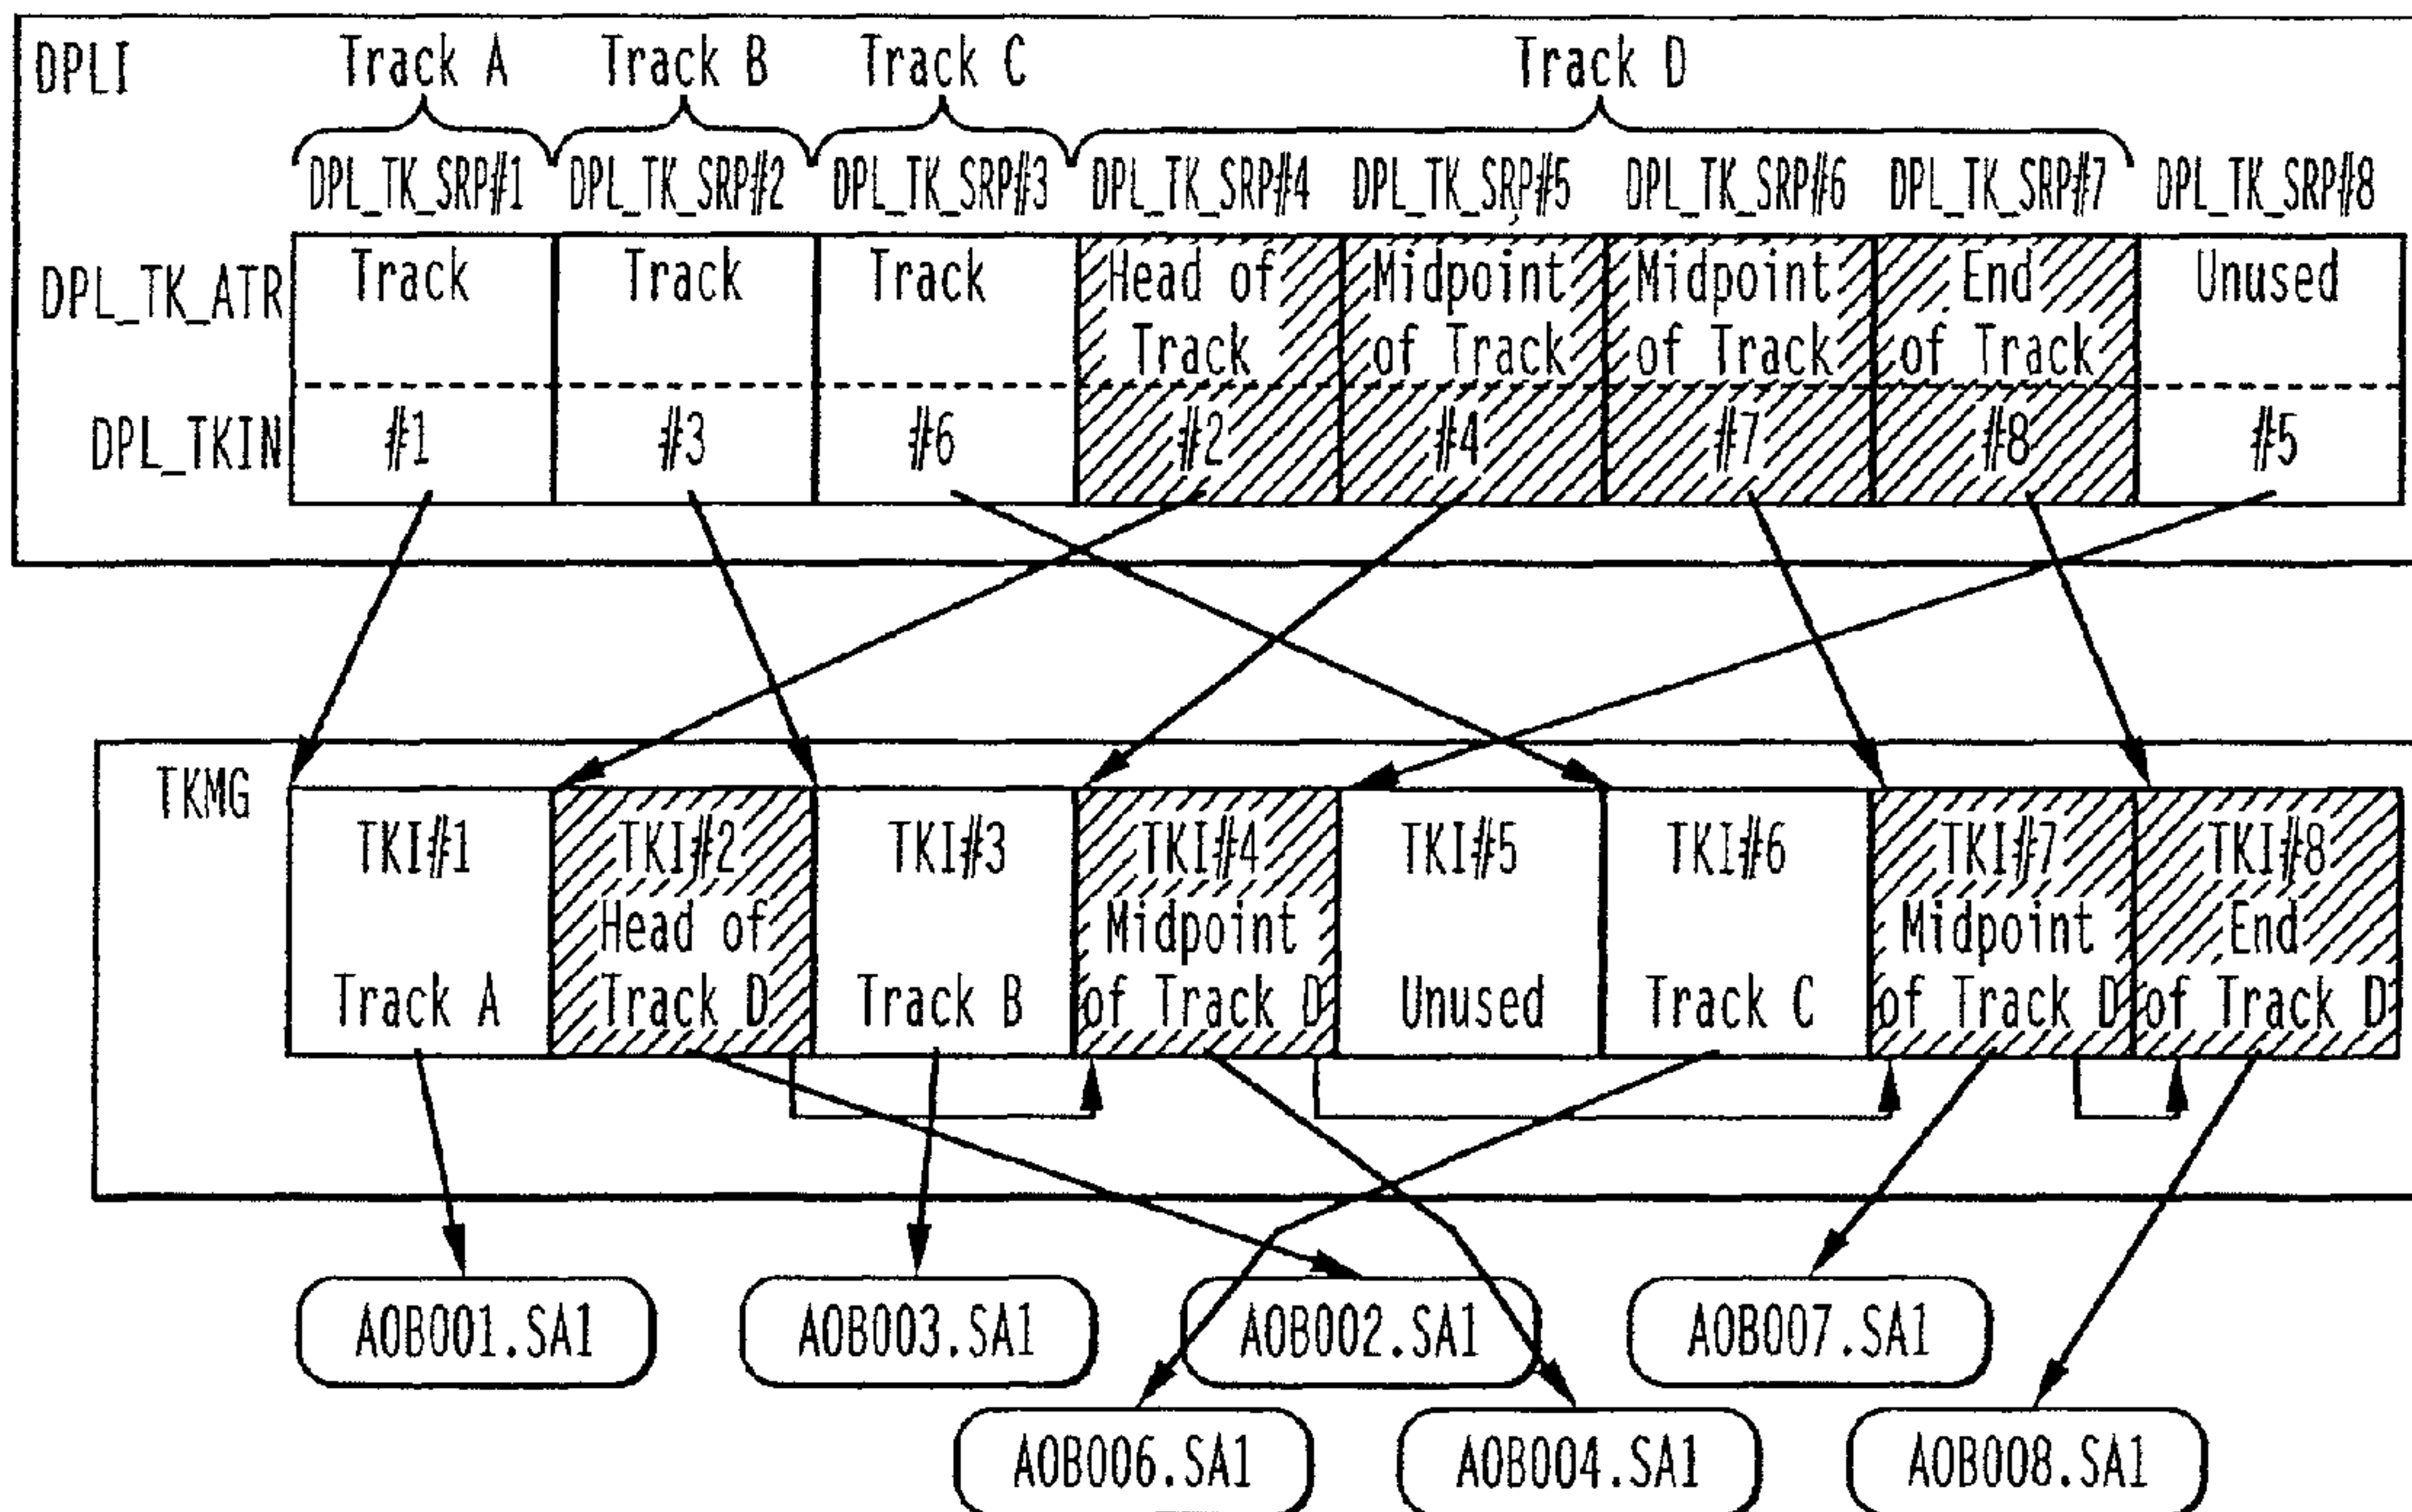 DPLI
Track A Track B Track C Track D
DPL_TK_SRP#1 DPL_TK_SRP#2 DPL_TK_SRP#3 DPL_TK_SRP#4 DPL_TK_SRP#5 DPL_TK_SRP#6 DPL_TK_SRP#7 DPL_TK_SRP#8
DPL_TK_ATR
Track
Track
Track
Head of
Track
Midpoint
of Track
Midpoint
of Track
End
of Track
Unused
DPL_TKIN #1 #3 #6 #2 #4 #7 #8 #5
TKMG
TKI#1
Track A
TKI#2
Head of
Track D
TKI#3
Track B
TKI#4
Midpoint
of Track D
TKI#5
Unused
TKI#6
Track C
TKI#7
Midpoint
of Track D
TKI#8
End
of Track D
AOB001.SA1 AOB003.SA1 AOB002.SA1 AOB007.SA1
AOB006.SA1 AOB004.SA1 AOB008.SA1